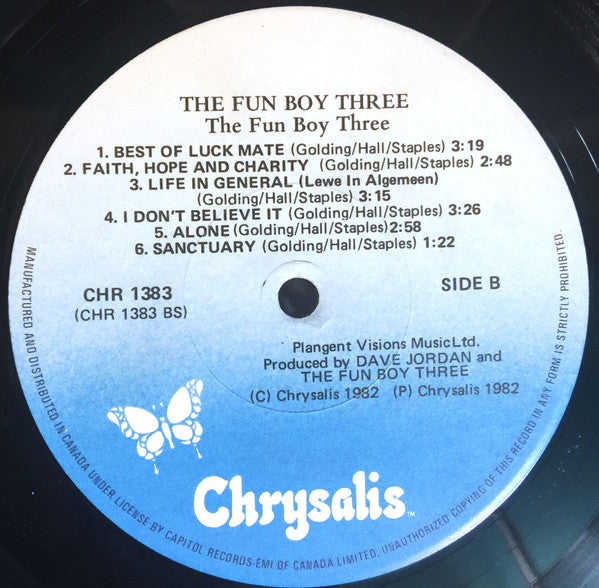 THE FUN BOY THREE
The Fun Boy Three
1. BEST OF LUCK MATE (Golding/Hall/Staples) 3:19
2. FAITH, HOPE AND CHARITY (Golding/Hall/Staples) 2:48
3. LIFE IN GENERAL (Lewe In Algemeen)
(Golding/Hall/Staples) 3:15
4. I DON'T BELIEVE IT (Golding/Hall/Staples) 3:26
5. ALONE (Golding/Hall/Staples) 2:58
6. SANCTUARY (Golding/Hall/Staples) 1:22
CHR 1383
(CHR 1383 BS)
SIDE B
Plangent Visions Music Ltd.
Produced by DAVE JORDAN and
THE FUN BOY THREE
(C) Chrysalis 1982 (P) Chrysalis 1982
Chrysalis™
MANUFACTURED AND DISTRIBUTED IN CANADA UNDER LICENSE BY CAPITOL RECORDS-EMI OF CANADA LIMITED. UNAUTHORIZED COPYING OF THIS RECORD IN ANY FORM IS STRICTLY PROHIBITED.